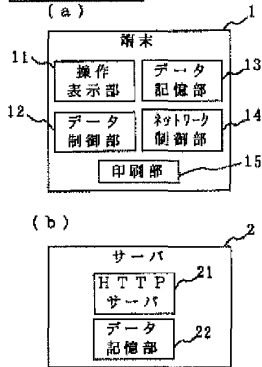 (a)
1
端末
11
操作
表示部
データ
記憶部
13
12
データ
制御部
ネットワーク
制御部
14
印刷部
15
(b)
2
サーバ
HTTP
サーバ
21
データ
記憶部
22